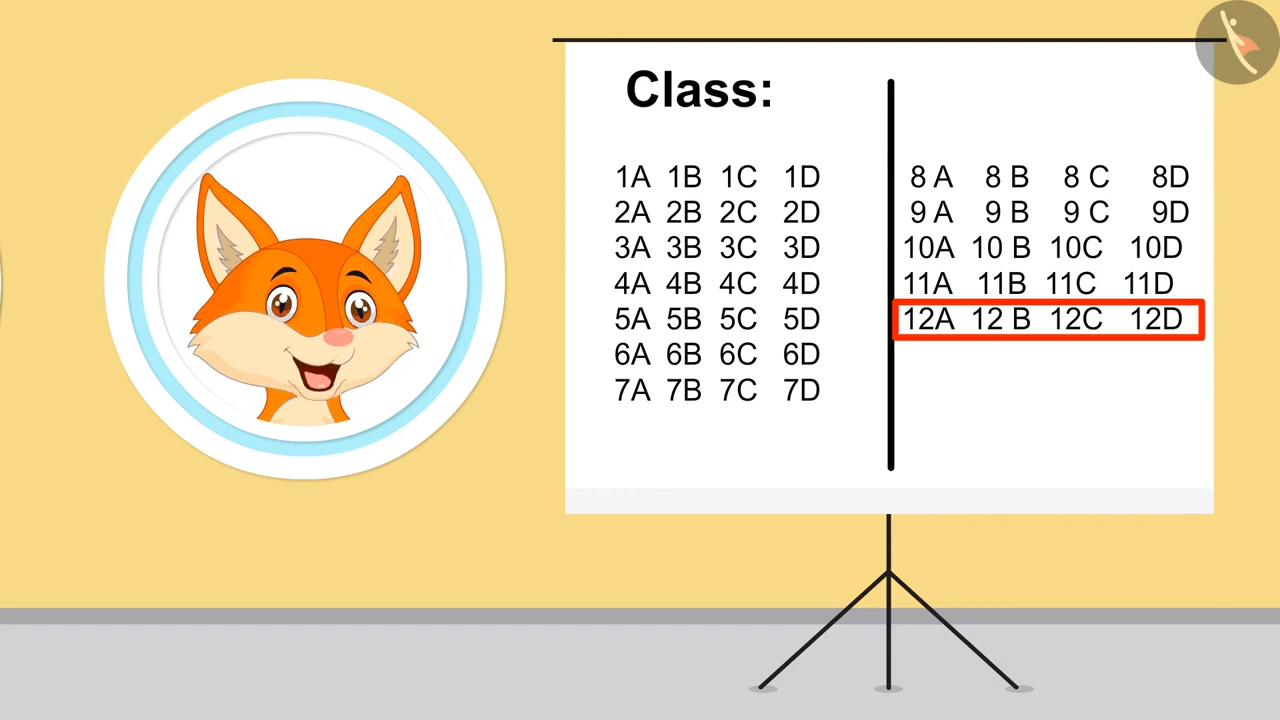 Class:
1A 1B 1C 1D
2A 2B 2C 2D
3A 3B 3C 3D
4A 4B 4C 4D
5A 5B 5C 5D
6A 6B 6C 6D
7A 7B 7C 7D
8 A 8 B 8 C 8D
9 A 9 B 9 C 9D
10A 10 B 10C 10D
11A 11B 11C 11D
12A 12 B 12C 12D